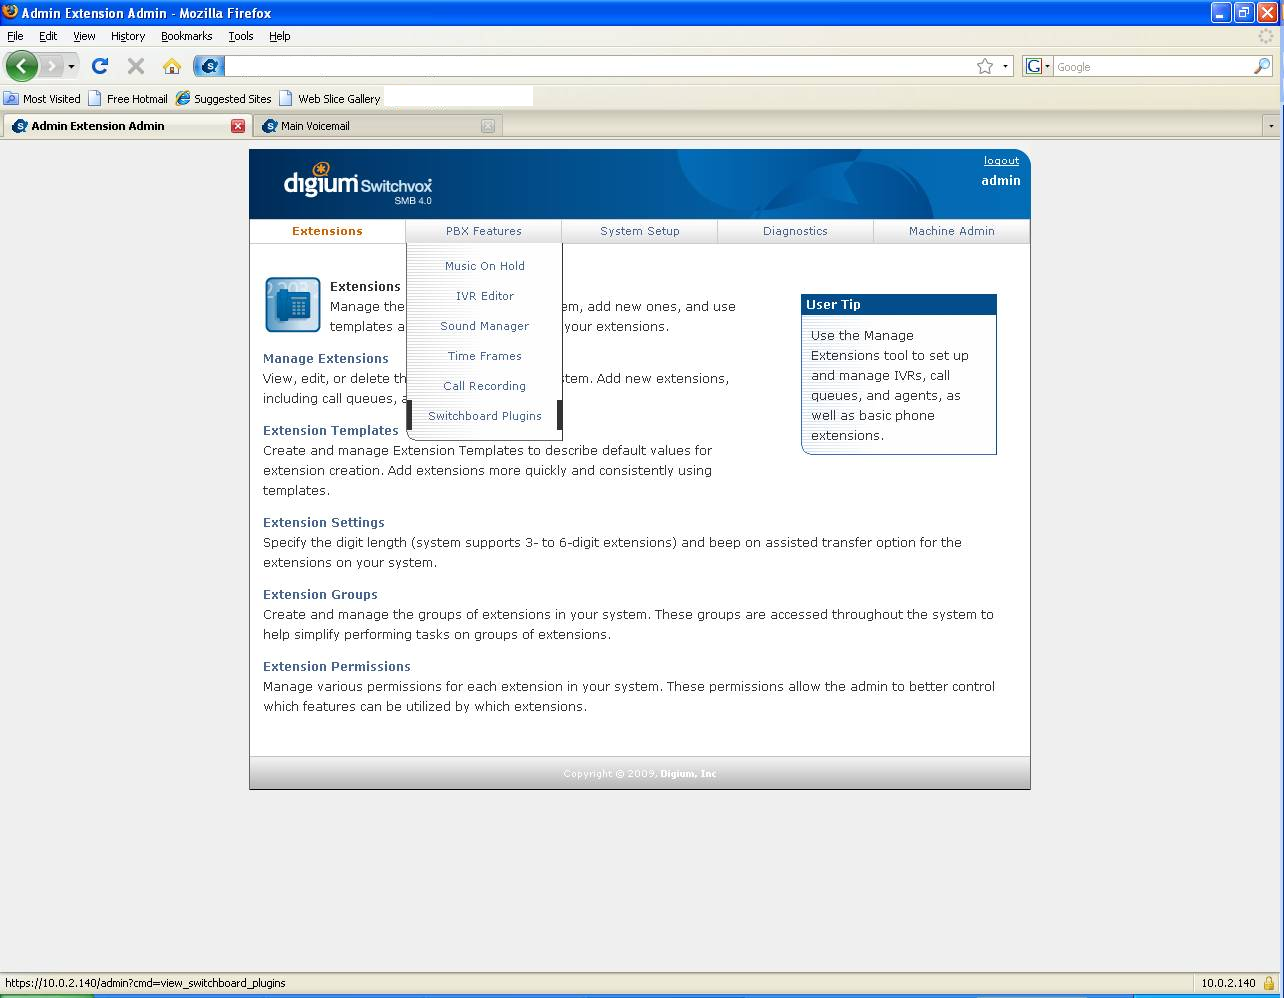 Admin Extension Admin - Mozilla Firefox
File Edit View History Bookmarks Tools Help
Google
Most Visited Free Hotmail Suggested Sites Web Slice Gallery
Admin Extension Admin Main Voicemail
logout
admin
digium Switchvox
SMB 4.0
Extensions PBX Features System Setup Diagnostics Machine Admin
Music On Hold
IVR Editor
Sound Manager
Time Frames
Call Recording
Switchboard Plugins
Extensions
Manage the em, add new ones, and use
templates a your extensions.
Manage Extensions
View, edit, or delete th stem. Add new extensions,
including call queues, a
Extension Templates
Create and manage Extension Templates to describe default values for
extension creation. Add extensions more quickly and consistently using
templates.
Extension Settings
Specify the digit length (system supports 3- to 6-digit extensions) and beep on assisted transfer option for the
extensions on your system.
Extension Groups
Create and manage the groups of extensions in your system. These groups are accessed throughout the system to
help simplify performing tasks on groups of extensions.
Extension Permissions
Manage various permissions for each extension in your system. These permissions allow the admin to better control
which features can be utilized by which extensions.
User Tip
Use the Manage
Extensions tool to set up
and manage IVRs, call
queues, and agents, as
well as basic phone
extensions.
Copyright © 2009, Digium, Inc
https://10.0.2.140/admin?cmd=view_switchboard_plugins 10.0.2.140